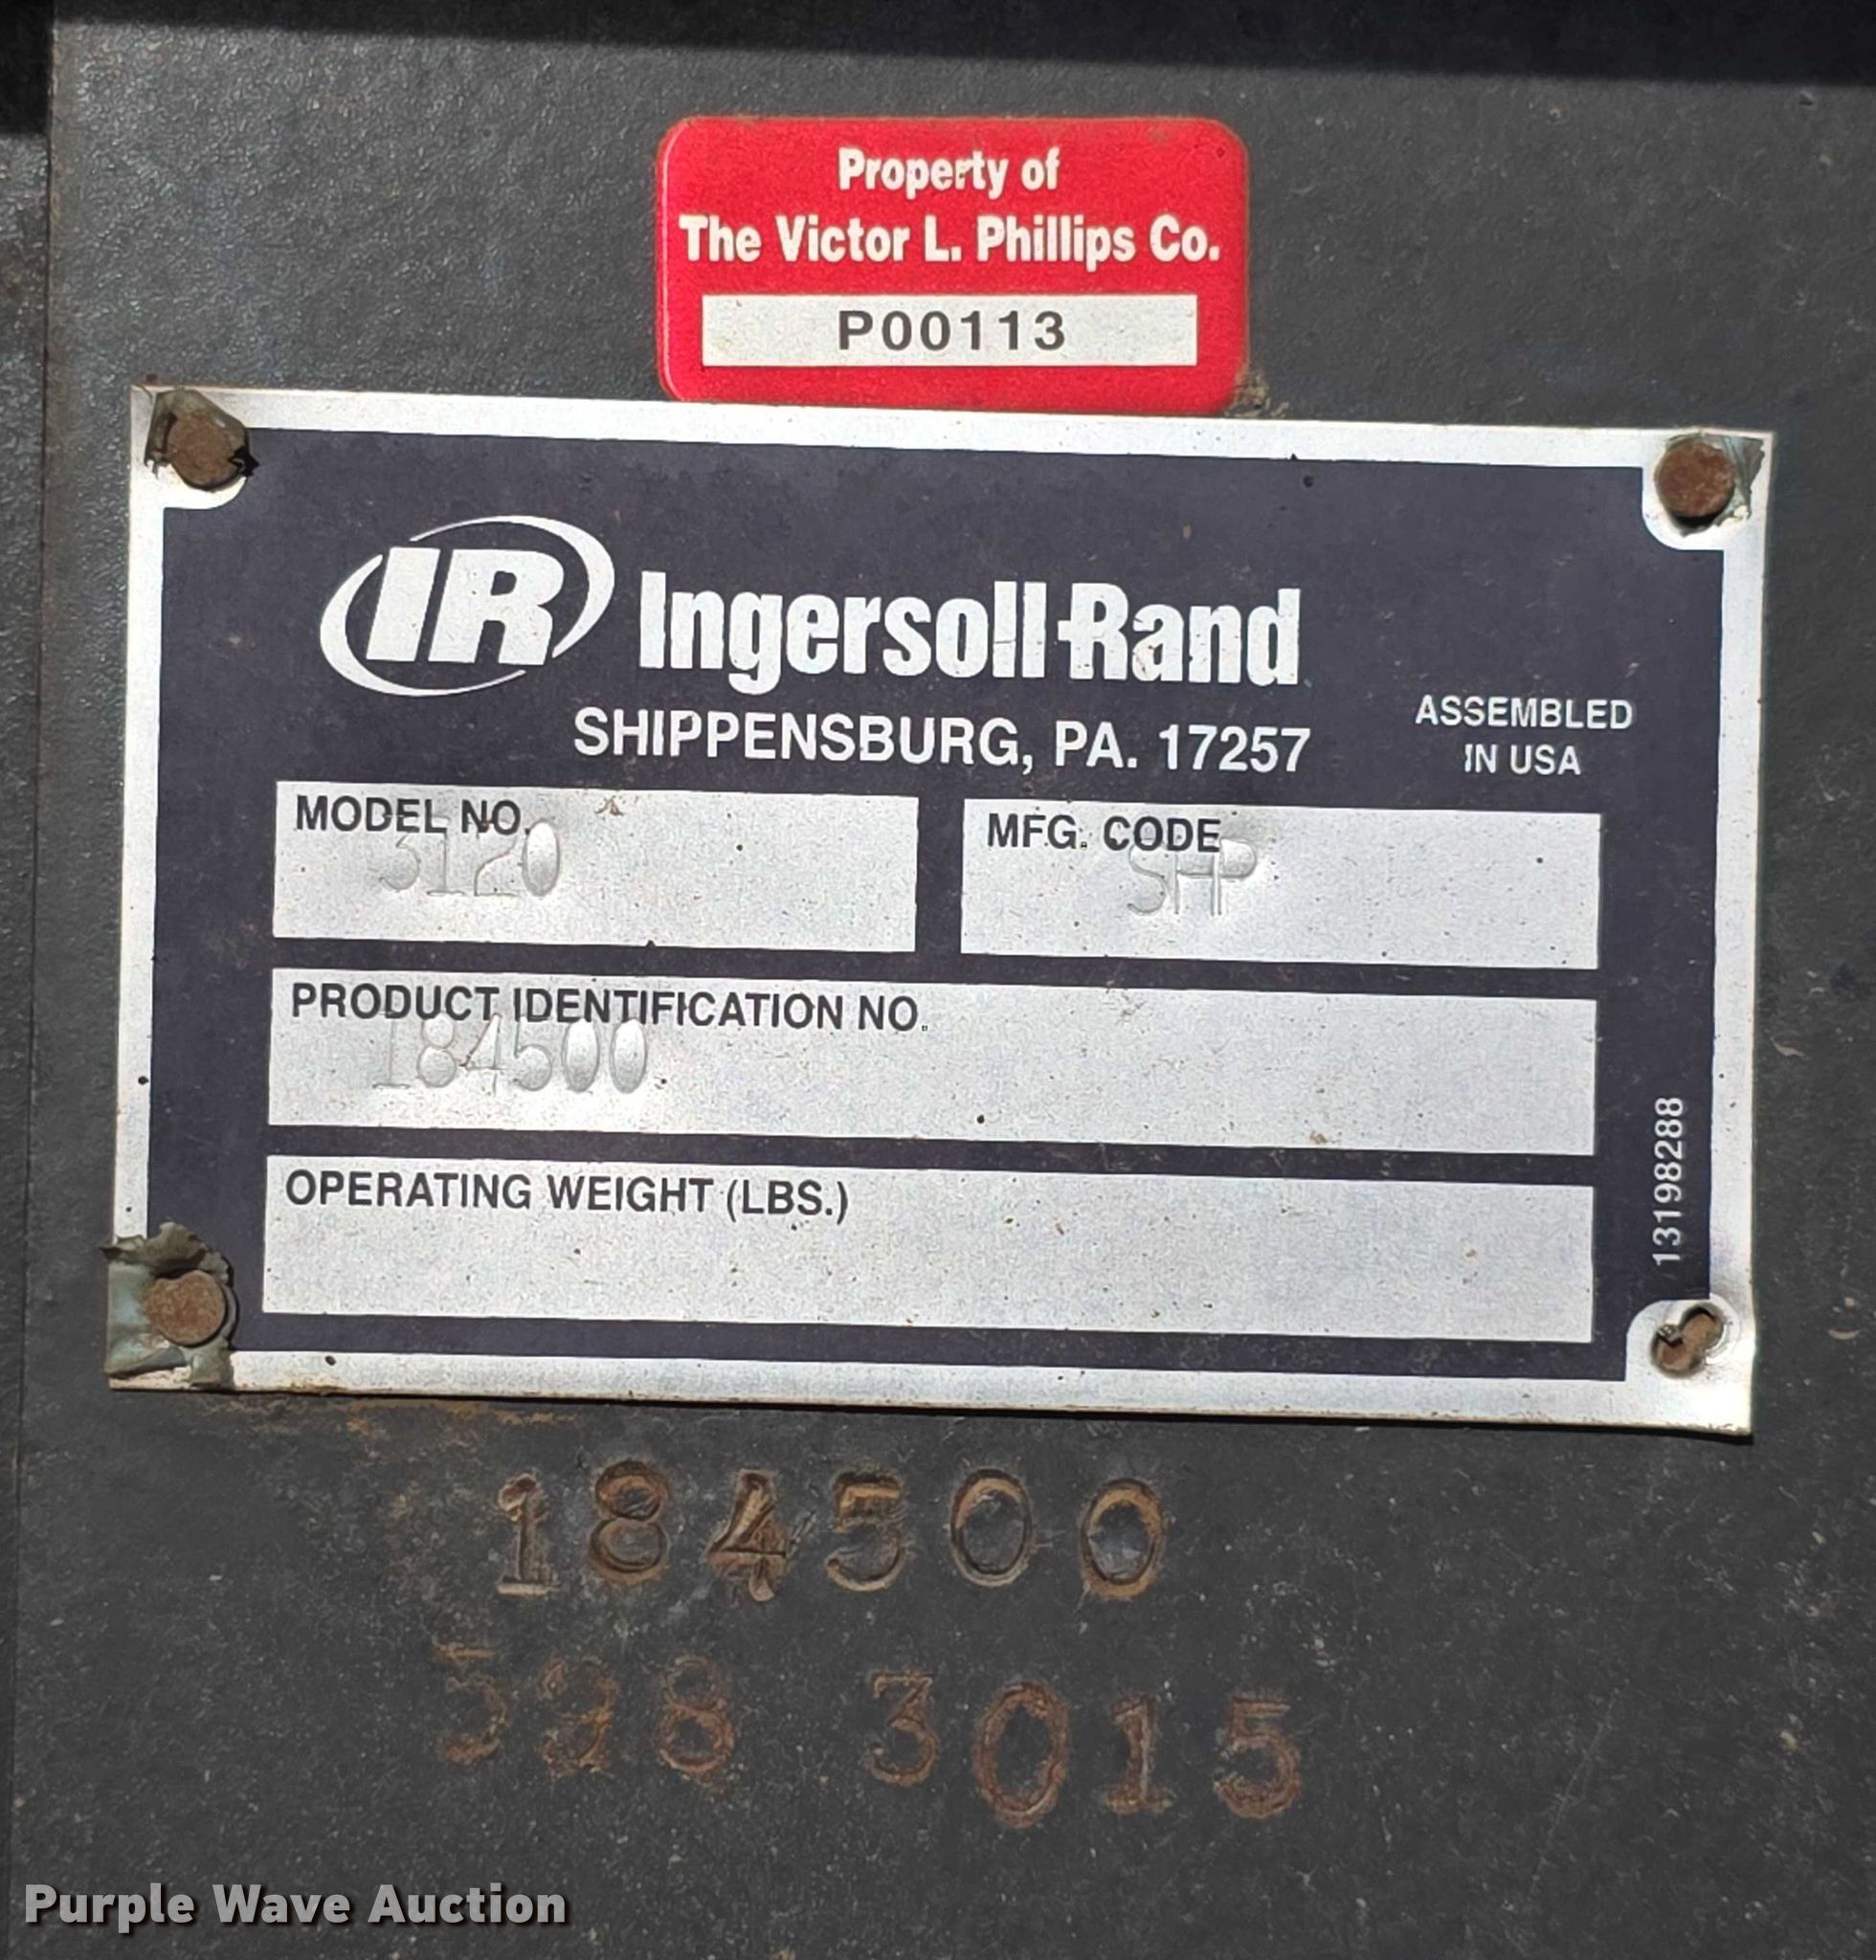 Property of
The Victor L. Phillips Co.
P00113
IR Ingersoll-Rand
SHIPPENSBURG, PA. 17257
ASSEMBLED
IN USA
MODEL NO.
3120
MFG. CODE
SHP
PRODUCT IDENTIFICATION NO.
184500
OPERATING WEIGHT (LBS.)
13198288
184500
3015
Purple Wave Auction